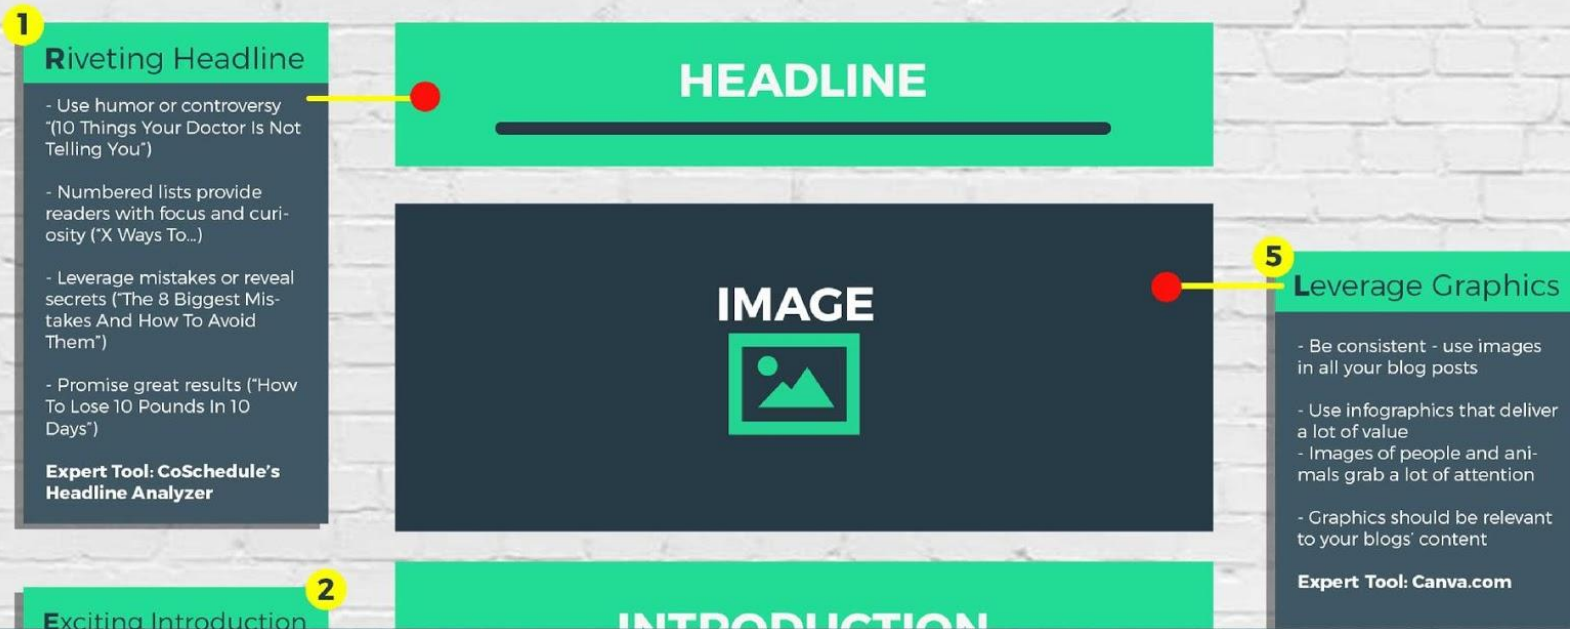 1
Riveting Headline
- Use humor or controversy
"(10 Things Your Doctor Is Not
Telling You")
- Numbered lists provide
readers with focus and curi-
osity ("X Ways To...)
- Leverage mistakes or reveal
secrets ("The 8 Biggest Mis-
takes And How To Avoid
Them")
- Promise great results ("How
To Lose 10 Pounds In 10
Days")
Expert Tool: CoSchedule's
Headline Analyzer
2
Exciting Introduction
HEADLINE
IMAGE
INTRODUCTION
5
Leverage Graphics
- Be consistent - use images
in all your blog posts
- Use infographics that deliver
a lot of value
- Images of people and ani-
mals grab a lot of attention
- Graphics should be relevant
to your blogs' content
Expert Tool: Canva.com